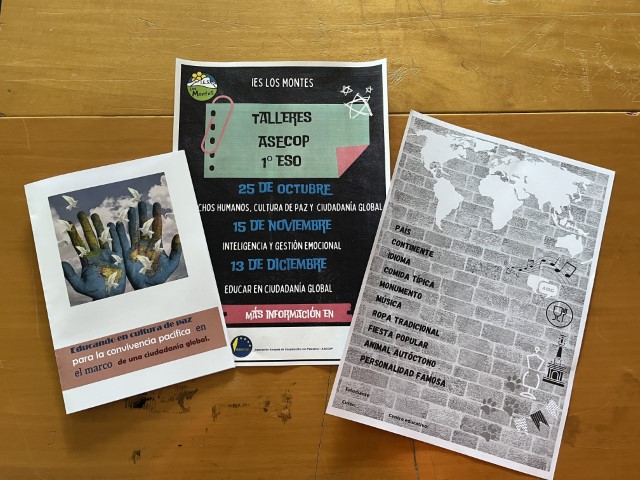 Educando en cultura de paz
para la convivencia pacífica en
el marco de una ciudadanía global.
Montes
IES LOS MONTES
TALLERES
ASECOP
1º ESO
25 DE OCTUBRE
CHOS HUMANOS, CULTURA DE PAZ Y CIUDADANÍA GLOBAL
15 DE NOVIEMBRE
INTELIGENCIA Y GESTIÓN EMOCIONAL
13 DE DICIEMBRE
EDUCAR EN CIUDADANÍA GLOBAL
MÁS INFORMACIÓN EN
PAÍS
CONTINENTE
IDIOMA
COMIDA TÍPICA
MONUMENTO
MÚSICA
ROPA TRADICIONAL
FIESTA POPULAR
ANIMAL AUTÓCTONO
PERSONALIDAD FAMOSA
Estudiante
Curso:
Centro educativo: